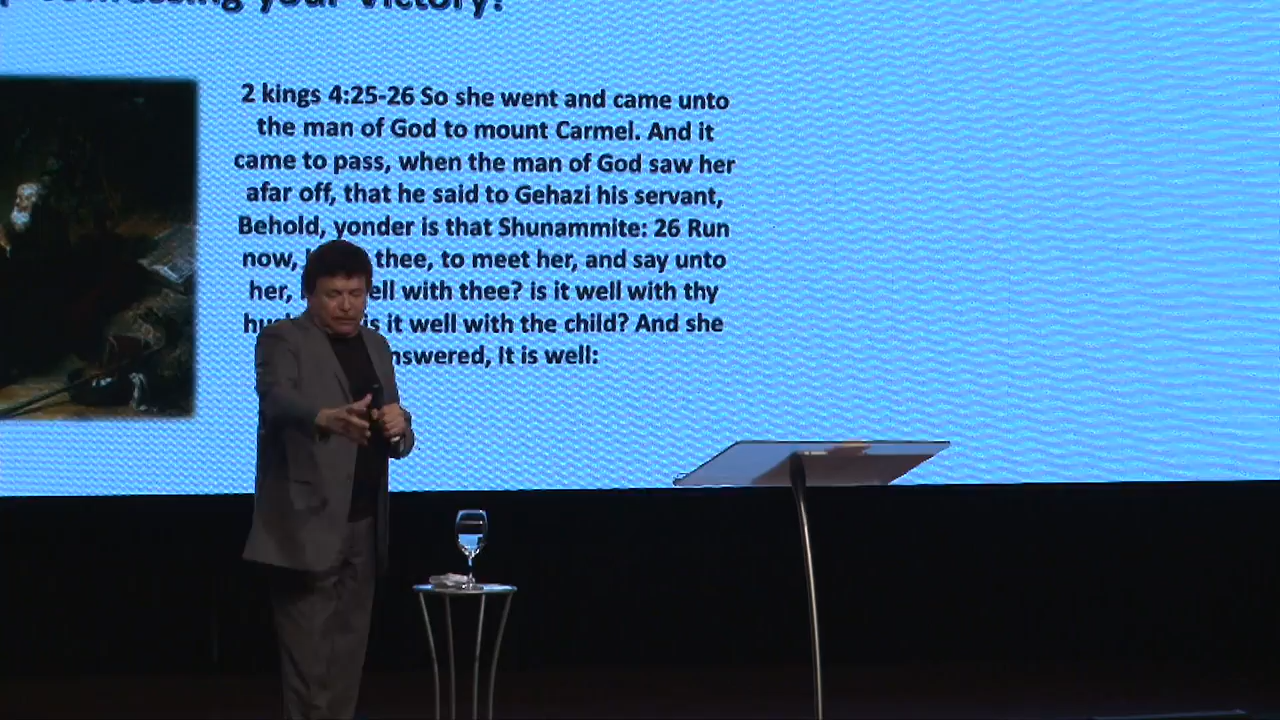 your Victory!
2 kings 4:25-26 So she went and came unto
the man of God to mount Carmel. And it
came to pass, when the man of God saw her
afar off, that he said to Gehazi his servant,
Behold, yonder is that Shunammite: 26 Run
now, thee, to meet her, and say unto
her, with thee? is it well with thy
is it well with the child? And she
It is well: